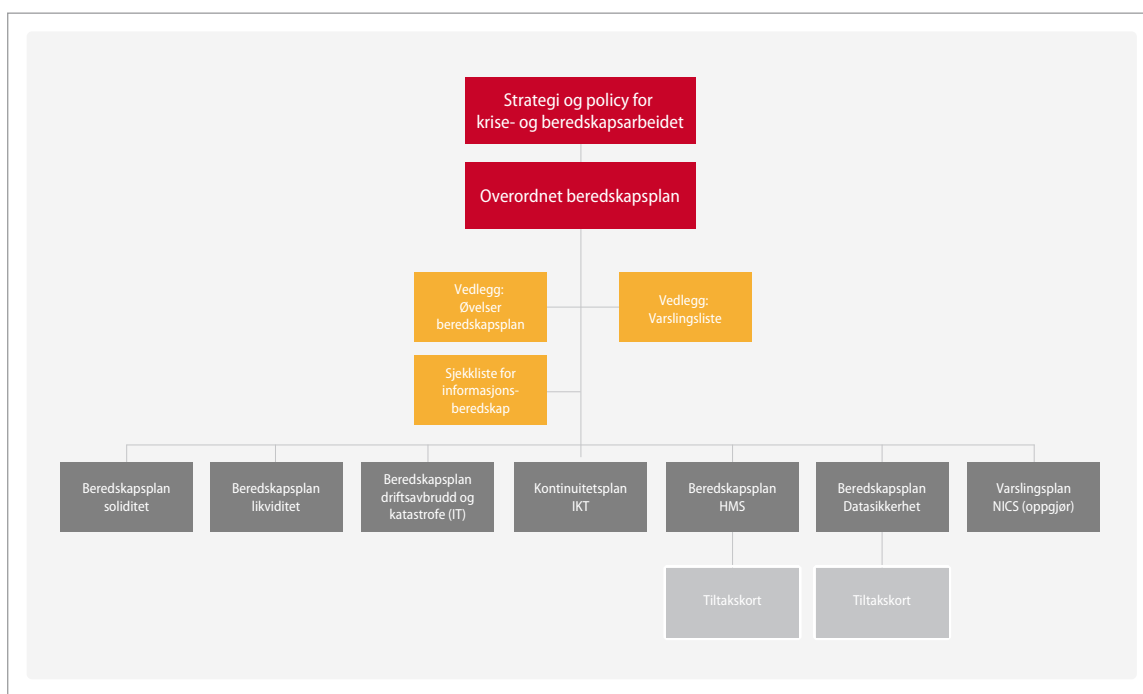 Strategi og policy for
krise- og beredskapsarbeidet
Overordnet beredskapsplan
Vedlegg:
Øvelser
beredskapsplan
Vedlegg:
Varslingsliste
Sjekkliste for
informasjons-
beredskap
Beredskapsplan
soliditet
Beredskapsplan
likviditet
Beredskapsplan
driftsavbrudd og
katastrofe (IT)
Kontinuitetsplan
IKT
Beredskapsplan
HMS
Beredskapsplan
Datasikkerhet
Varslingsplan
NICS (oppgjør)
Tiltakskort
Tiltakskort